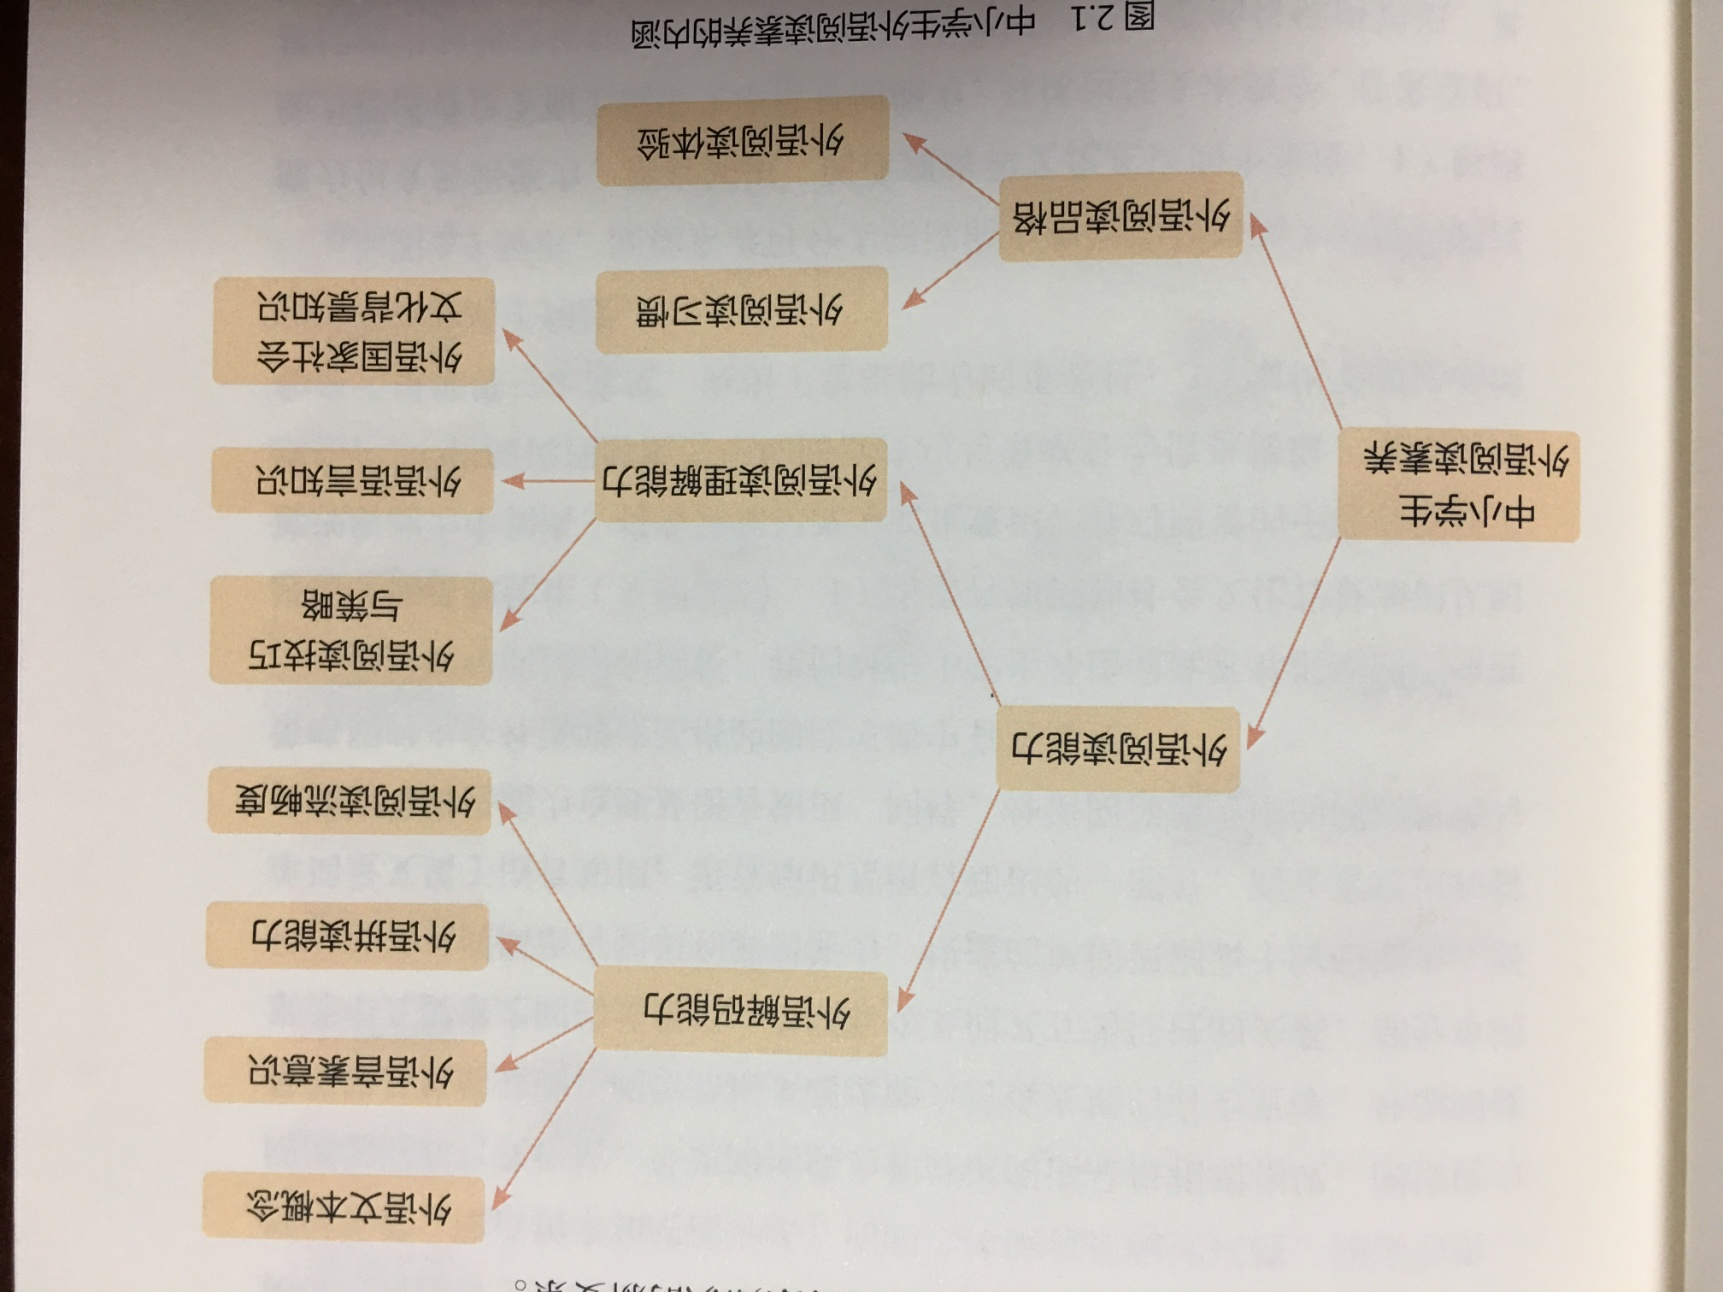 中小学生
外语阅读素养
外语阅读能力
外语阅读品格
外语解码能力
外语阅读理解能力
外语阅读习惯
外语阅读体验
外语文本概念
外语音素意识
外语拼读能力
外语阅读流畅度
外语阅读技巧
与策略
外语语言知识
外语国家社会
文化背景知识
图 2.1 中小学生外语阅读素养的内涵